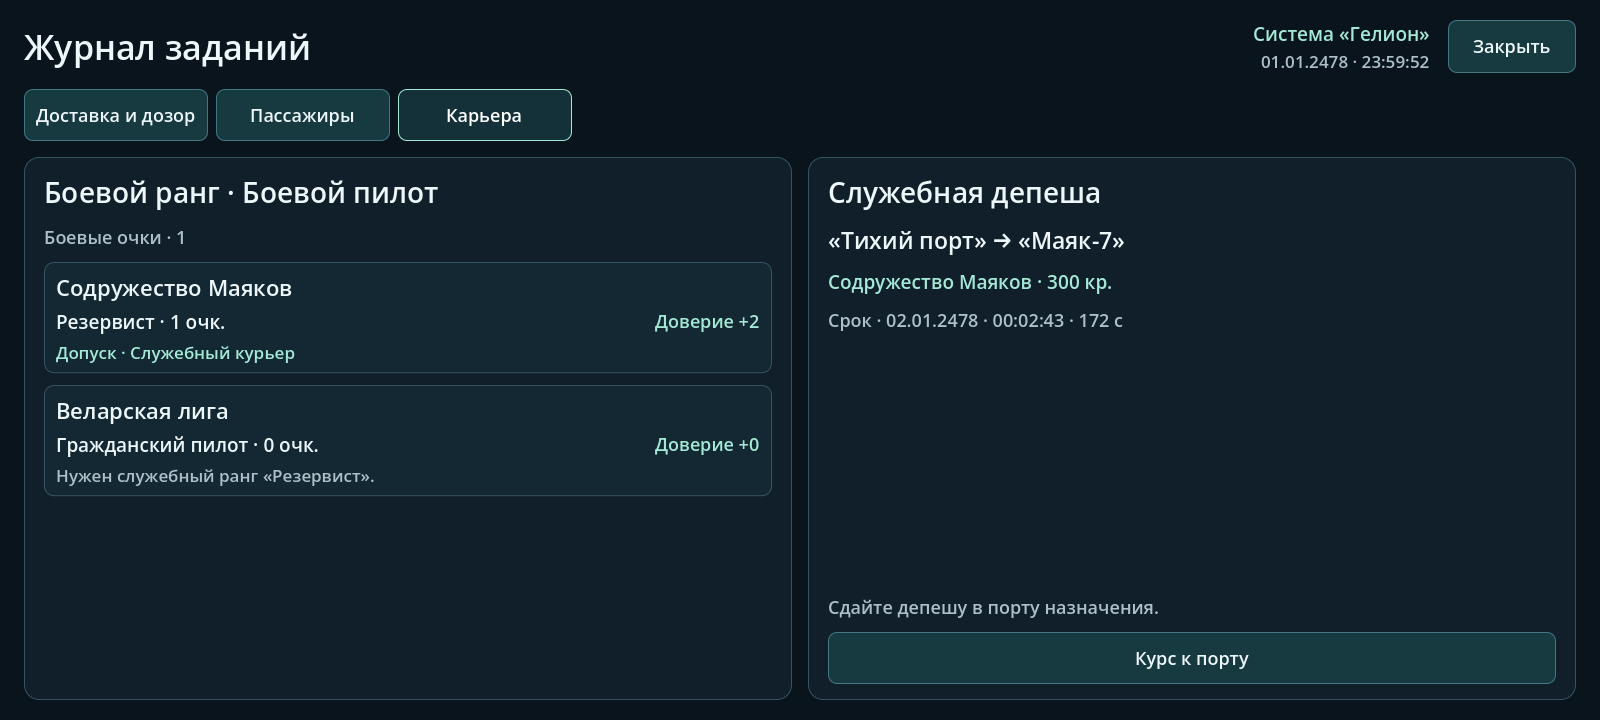 Журнал заданий
Система «Гелион»
01.01.2478 · 23:59:52
Закрыть
Доставка и дозор
Пассажиры
Карьера
Боевой ранг · Боевой пилот
Боевые очки · 1
Содружество Маяков
Резервист · 1 очк.
Доверие +2
Допуск · Служебный курьер
Веларская лига
Гражданский пилот · 0 очк.
Доверие +0
Нужен служебный ранг «Резервист».
Служебная депеша
«Тихий порт» → «Маяк-7»
Содружество Маяков · 300 кр.
Срок · 02.01.2478 · 00:02:43 · 172 с
Сдайте депешу в порту назначения.
Курс к порту